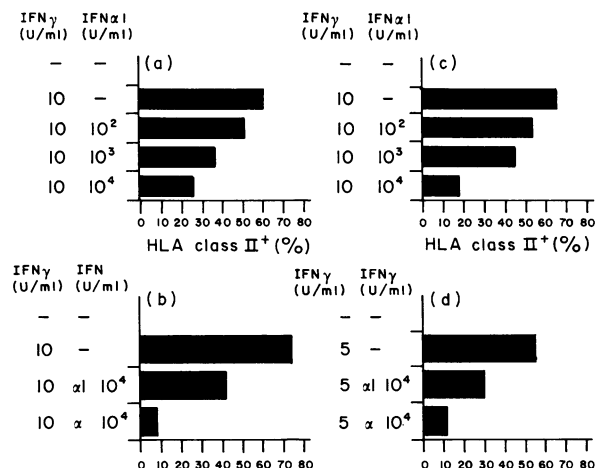 IFNγ IFNαI
(U/ml) (U/ml)
(a)
— —
10 —
10 10²
10 10³
10 10⁴
0 10 20 30 40 50 60 70 80
HLA class II⁺(%)
IFNγ IFNαI
(U/ml) (U/ml)
(c)
— —
10 —
10 10²
10 10³
10 10⁴
0 10 20 30 40 50 60 70 80
HLA class II⁺(%)
IFNγ IFN
(U/ml) (U/ml)
(b)
— —
10 —
10 αI 10⁴
10 α 10⁴
0 10 20 30 40 50 60 70 80
IFNγ IFNγ
(U/ml) (U/ml)
(d)
— —
5 —
5 αI 10⁴
5 α 10⁴
0 10 20 30 40 50 60 70 80